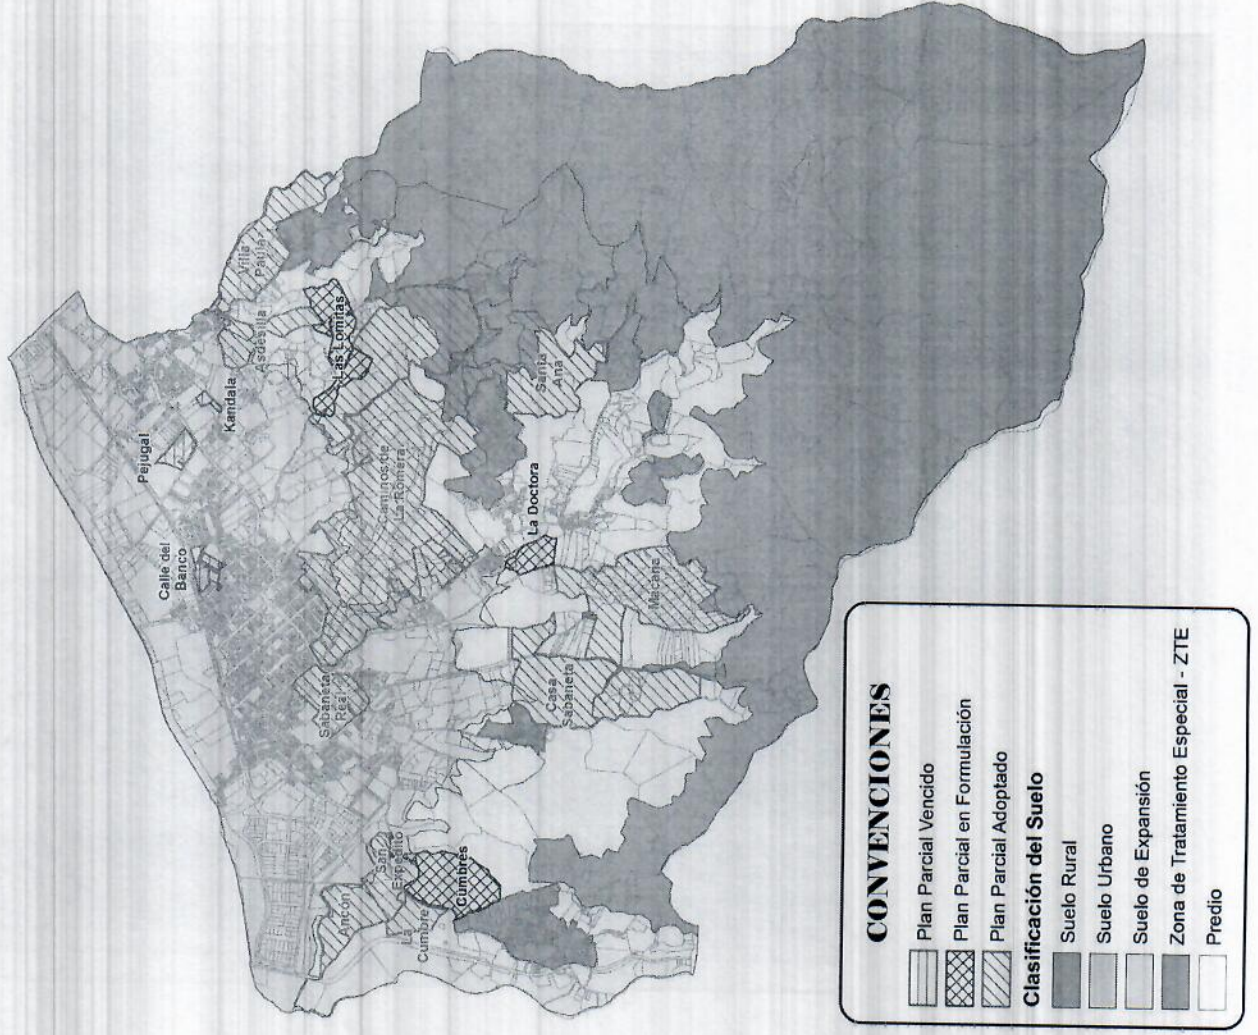 Pejugal
Calle del
Banco
Kandala
Villa
Paula
Asdesilla
Sabaneta
Real
Las Lomitas
Ancón
Caminos de
La Romera
San
Expedito
La
Cumbre
Cumbres
La Doctora
Santa
Ana
Casa
Sabaneta
Macana
CONVENCIONES
Plan Parcial Vencido
Plan Parcial en Formulación
Plan Parcial Adoptado
Clasificación del Suelo
Suelo Rural
Suelo Urbano
Suelo de Expansión
Zona de Tratamiento Especial - ZTE
Predio